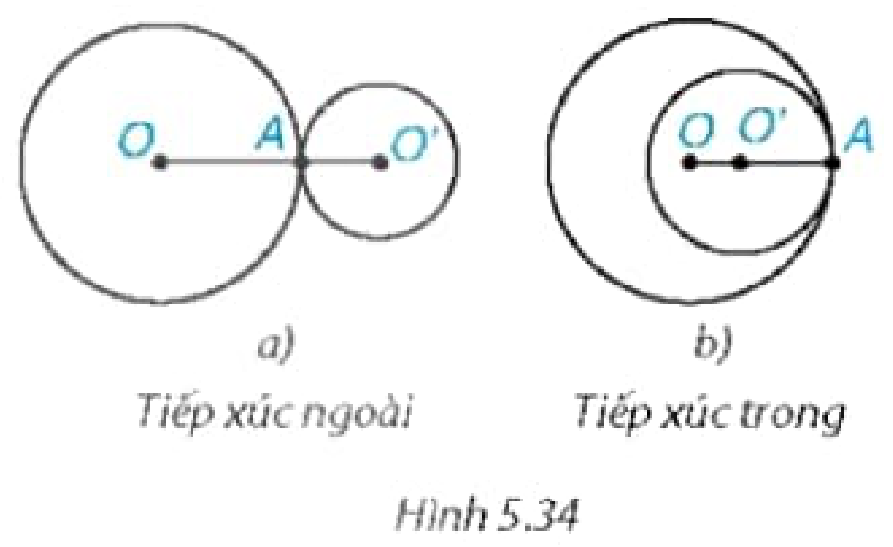 O A O' O O' A
a) b)
Tiếp xúc ngoài Tiếp xúc trong
Hình 5.34